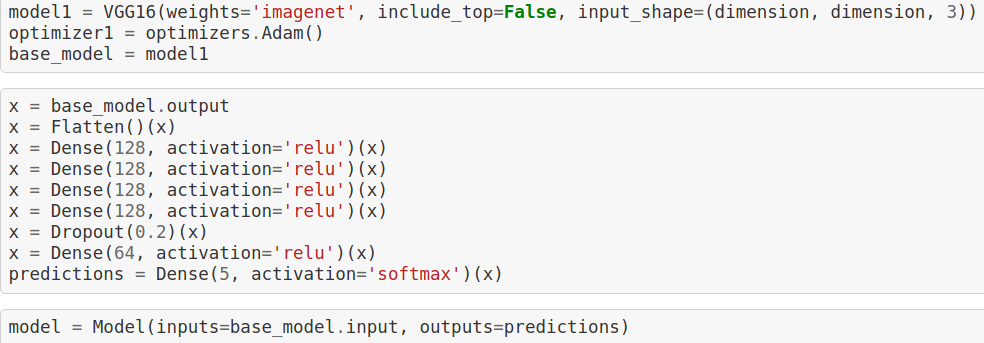 model1 = VGG16(weights='imagenet', include_top=False, input_shape=(dimension, dimension, 3))
optimizer1 = optimizers.Adam()
base_model = model1
x = base_model.output
x = Flatten()(x)
x = Dense(128, activation='relu')(x)
x = Dense(128, activation='relu')(x)
x = Dense(128, activation='relu')(x)
x = Dense(128, activation='relu')(x)
x = Dropout(0.2)(x)
x = Dense(64, activation='relu')(x)
predictions = Dense(5, activation='softmax')(x)
model = Model(inputs=base_model.input, outputs=predictions)